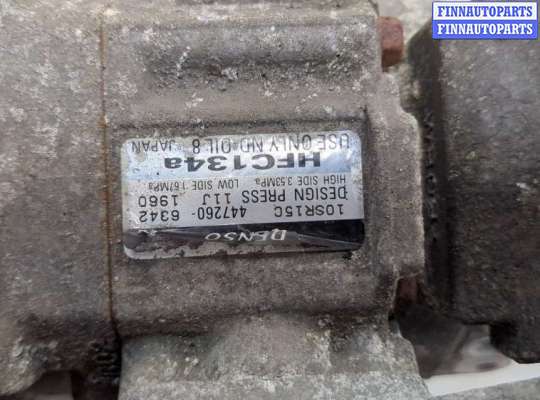 FINNAUTOPARTS
FINNAUTOPARTS
DENSO
10SR15C
447260-6342
DESIGN PRESS 11J 1960
HIGH SIDE 3.53MPa LOW SIDE 1.67MPa
HFC134a
USE ONLY ND-OIL 8 JAPAN